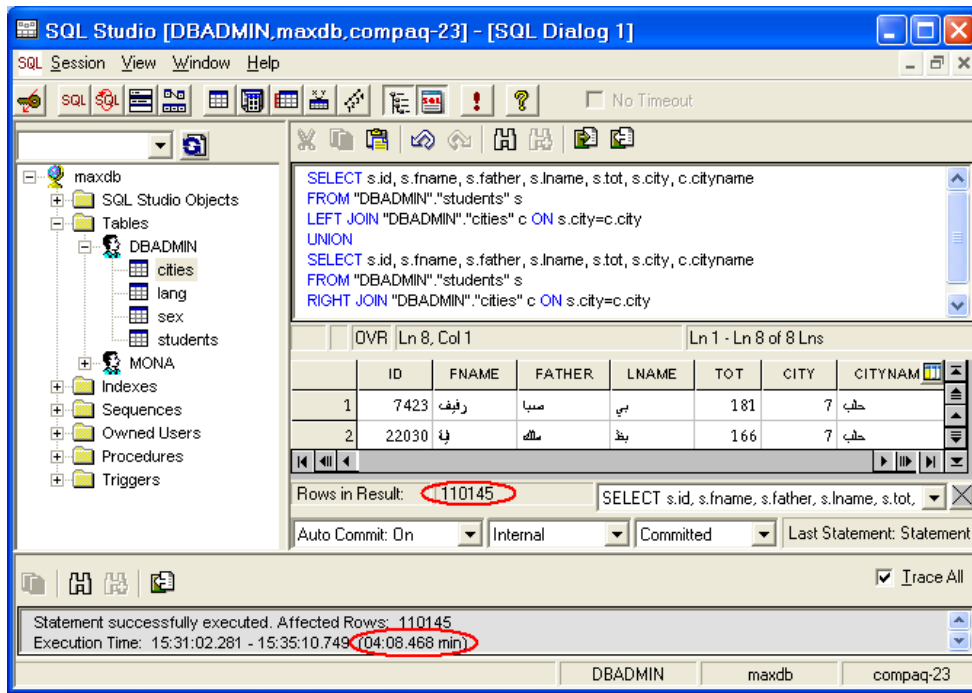 SQL Studio [DBADMIN,maxdb,compaq-23] - [SQL Dialog 1]
SQL Session View Window Help
SQL SQL SQL ! ? No Timeout
maxdb
SQL Studio Objects
Tables
DBADMIN
cities
lang
sex
students
MONA
Indexes
Sequences
Owned Users
Procedures
Triggers
SELECT s.id, s.fname, s.father, s.lname, s.tot, s.city, c.cityname
FROM "DBADMIN"."students" s
LEFT JOIN "DBADMIN"."cities" c ON s.city=c.city
UNION
SELECT s.id, s.fname, s.father, s.lname, s.tot, s.city, c.cityname
FROM "DBADMIN"."students" s
RIGHT JOIN "DBADMIN"."cities" c ON s.city=c.city
OVR Ln 8, Col 1 Ln 1 - Ln 8 of 8 Lns
ID FNAME FATHER LNAME TOT CITY CITYNAM
1 7423 رفيف صبا بي 181 7 حلب
2 22030 ملك 166 7 حلب
Rows in Result: 110145 SELECT s.id, s.fname, s.father, s.lname, s.tot,
Auto Commit: On Internal Committed Last Statement: Statement
Trace All
Statement successfully executed. Affected Rows: 110145
Execution Time: 15:31:02.281 - 15:35:10.749 (04:08.468 min)
DBADMIN maxdb compaq-23